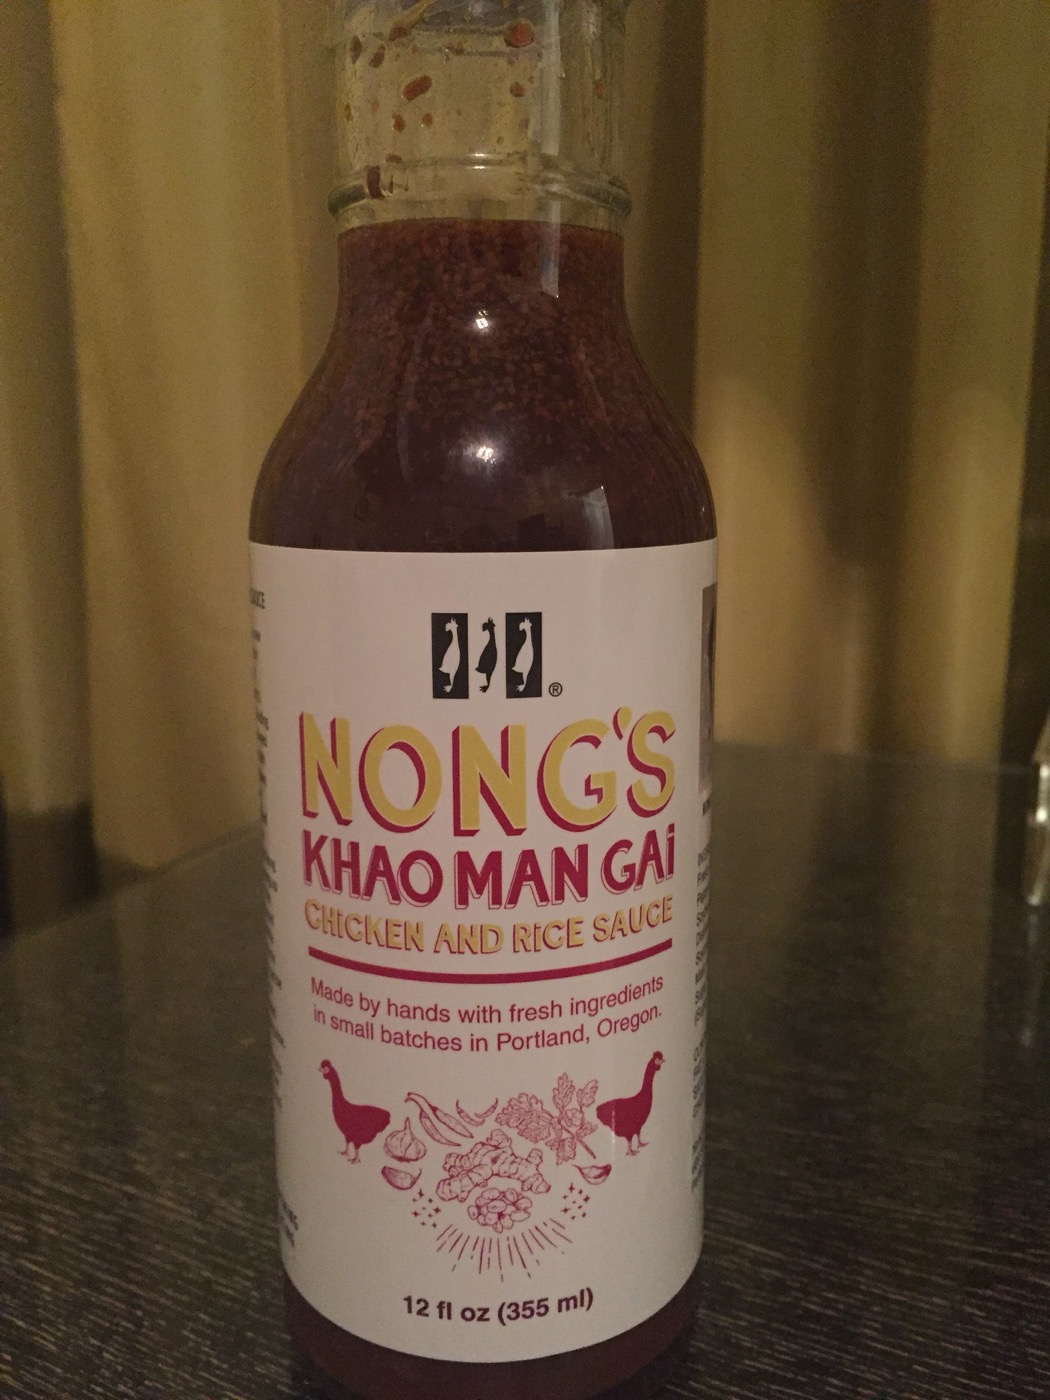 ®
NONG'S
KHAO MAN GAi
CHiCKEN AND RiCE SAUCE
Made by hands with fresh ingredients
in small batches in Portland, Oregon.
12 fl oz (355 ml)